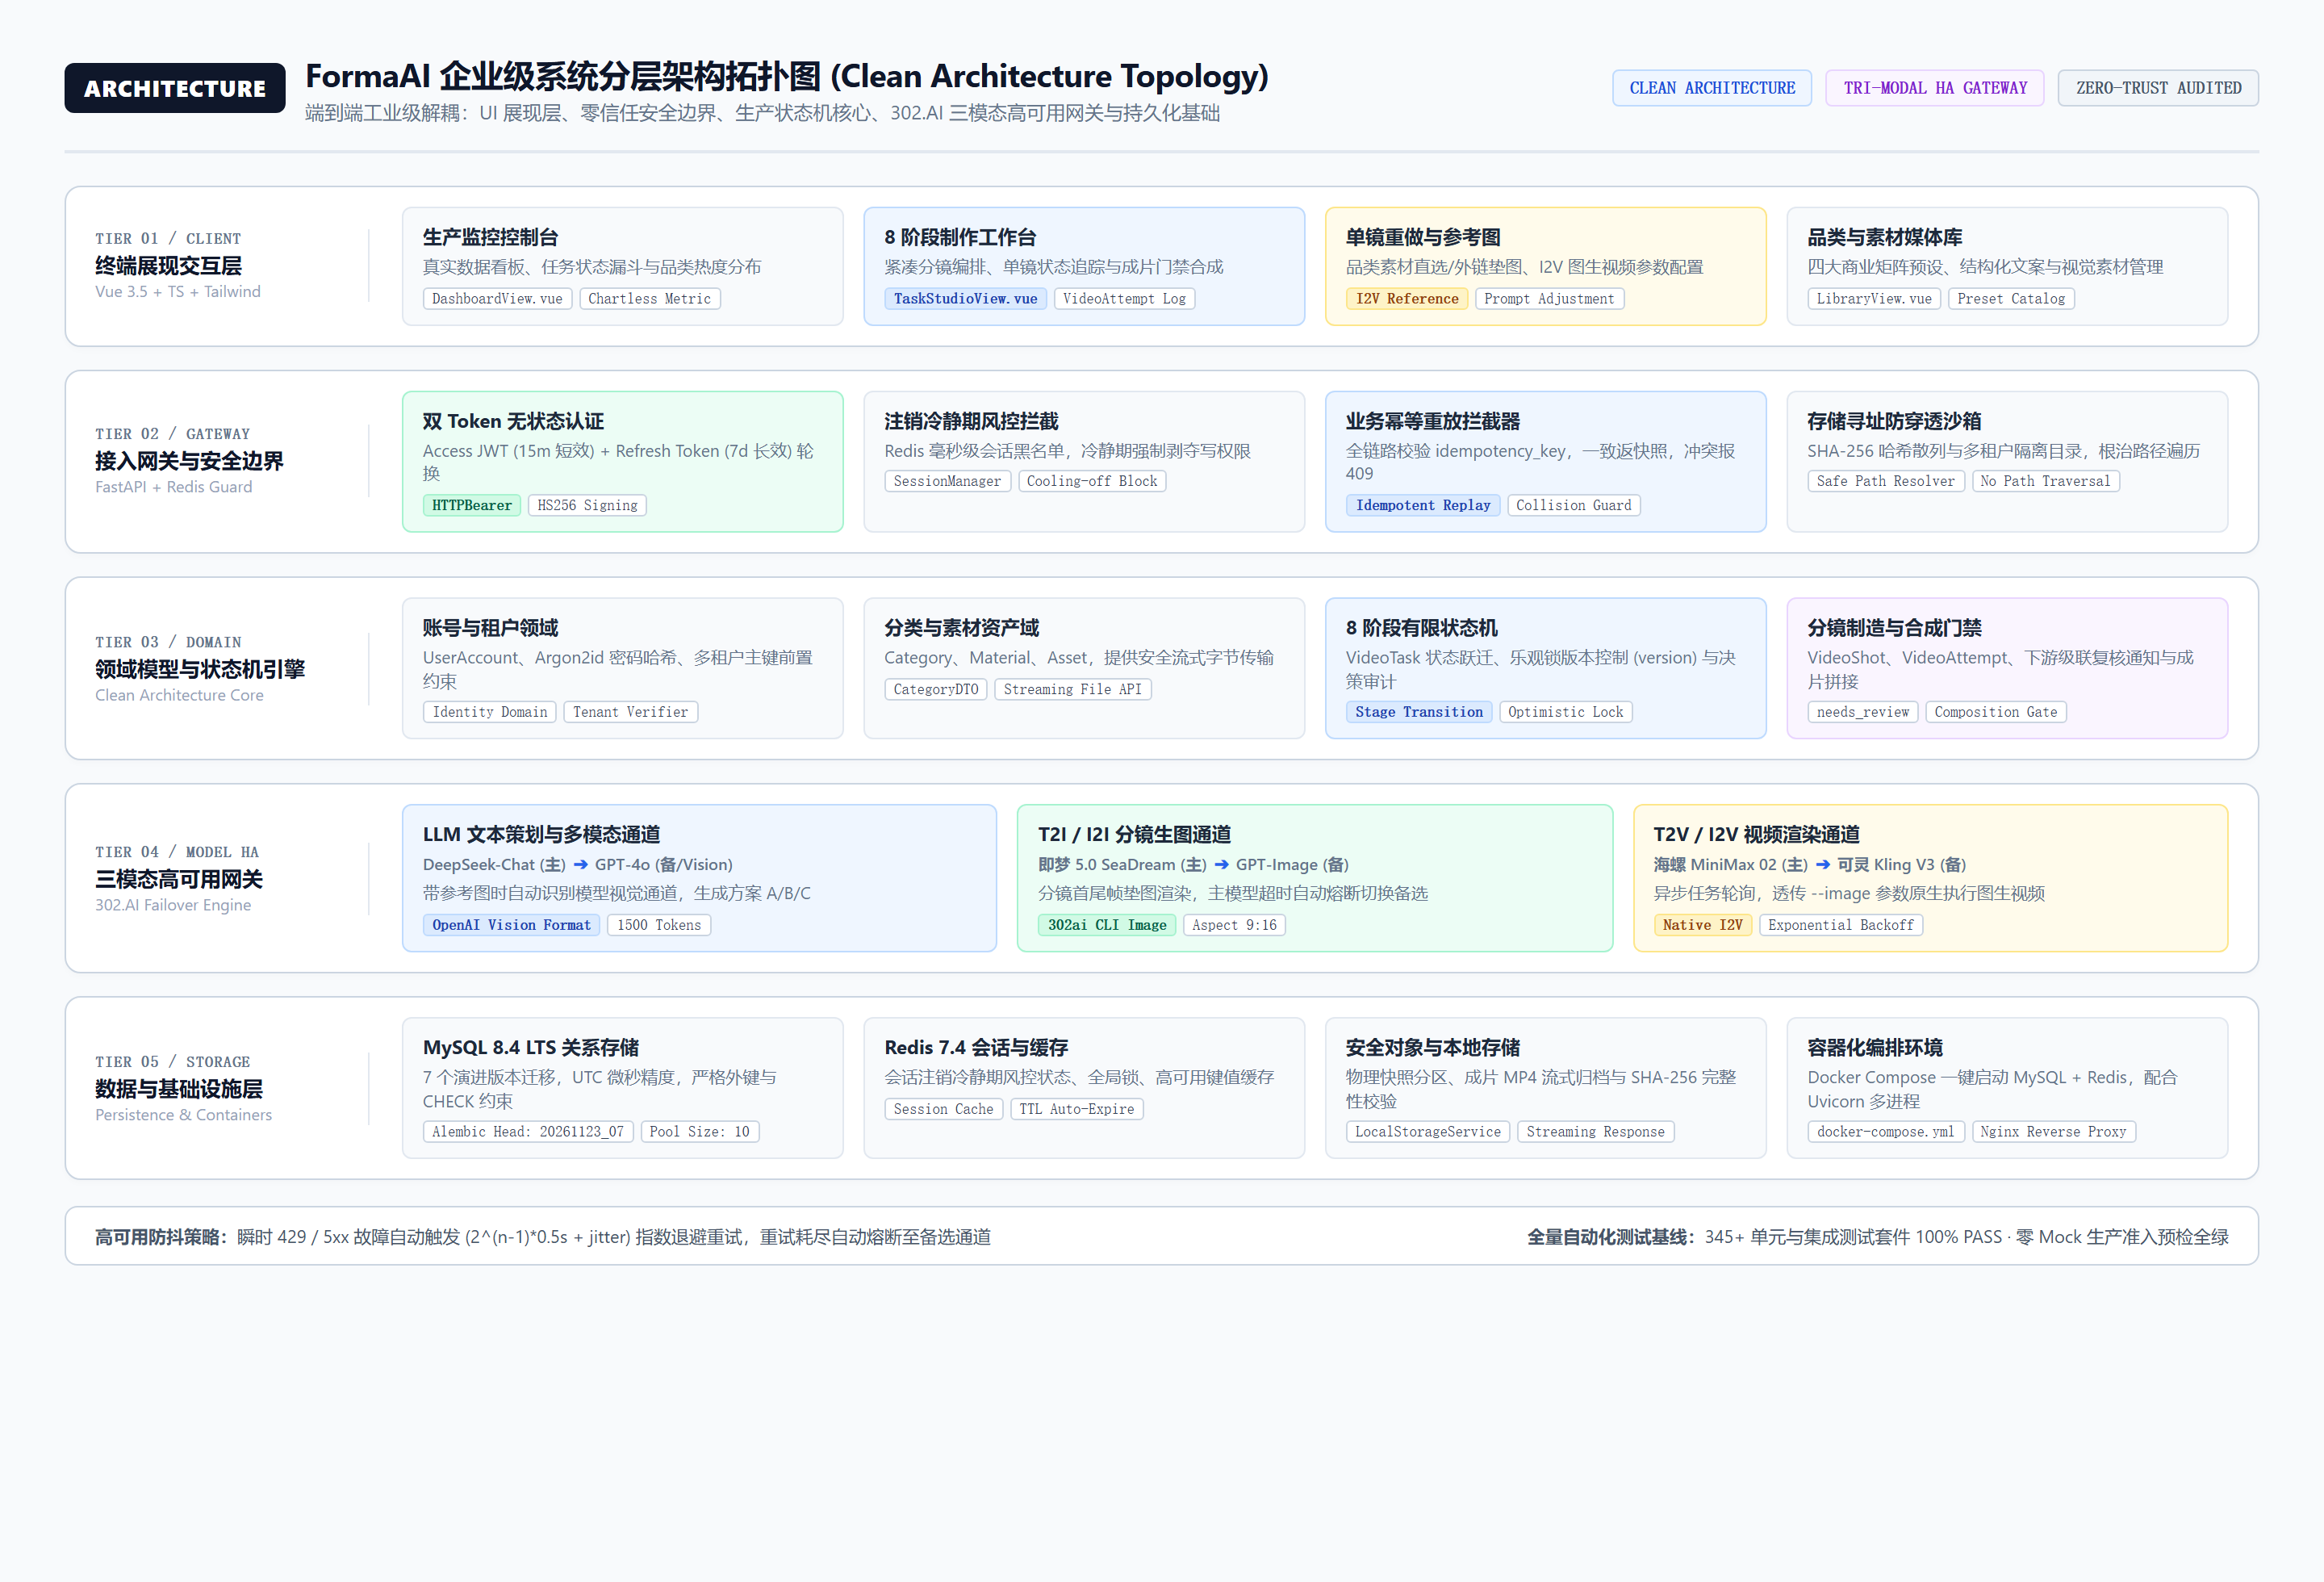 ARCHITECTURE
FormaAI 企业级系统分层架构拓扑图 (Clean Architecture Topology)
端到端工业级解耦：UI 展现层、零信任安全边界、生产状态机核心、302.AI 三模态高可用网关与持久化基础
CLEAN ARCHITECTURE
TRI-MODAL HA GATEWAY
ZERO-TRUST AUDITED
TIER 01 / CLIENT
终端展现交互层
Vue 3.5 + TS + Tailwind
生产监控控制台
真实数据看板、任务状态漏斗与品类热度分布
DashboardView.vue
Chartless Metric
8 阶段制作工作台
紧凑分镜编排、单镜状态追踪与成片门禁合成
TaskStudioView.vue
VideoAttempt Log
单镜重做与参考图
品类素材直选/外链垫图、I2V 图生视频参数配置
I2V Reference
Prompt Adjustment
品类与素材媒体库
四大商业矩阵预设、结构化文案与视觉素材管理
LibraryView.vue
Preset Catalog
TIER 02 / GATEWAY
接入网关与安全边界
FastAPI + Redis Guard
双 Token 无状态认证
Access JWT (15m 短效) + Refresh Token (7d 长效) 轮
换
HTTPBearer
HS256 Signing
注销冷静期风控拦截
Redis 毫秒级会话黑名单，冷静期强制剥夺写权限
SessionManager
Cooling-off Block
业务幂等重放拦截器
全链路校验 idempotency_key，一致返快照，冲突报
409
Idempotent Replay
Collision Guard
存储寻址防穿透沙箱
SHA-256 哈希散列与多租户隔离目录，根治路径遍历
Safe Path Resolver
No Path Traversal
TIER 03 / DOMAIN
领域模型与状态机引擎
Clean Architecture Core
账号与租户领域
UserAccount、Argon2id 密码哈希、多租户主键前置
约束
Identity Domain
Tenant Verifier
分类与素材资产域
Category、Material、Asset，提供安全流式字节传输
CategoryDTO
Streaming File API
8 阶段有限状态机
VideoTask 状态跃迁、乐观锁版本控制 (version) 与决
策审计
Stage Transition
Optimistic Lock
分镜制造与合成门禁
VideoShot、VideoAttempt、下游级联复核通知与成
片拼接
needs_review
Composition Gate
TIER 04 / MODEL HA
三模态高可用网关
302.AI Failover Engine
LLM 文本策划与多模态通道
DeepSeek-Chat (主) ➔ GPT-4o (备/Vision)
带参考图时自动识别模型视觉通道，生成方案 A/B/C
OpenAI Vision Format
1500 Tokens
T2I / I2I 分镜生图通道
即梦 5.0 SeaDream (主) ➔ GPT-Image (备)
分镜首尾帧垫图渲染，主模型超时自动熔断切换备选
302ai CLI Image
Aspect 9:16
T2V / I2V 视频渲染通道
海螺 MiniMax 02 (主) ➔ 可灵 Kling V3 (备)
异步任务轮询，透传 --image 参数原生执行图生视频
Native I2V
Exponential Backoff
TIER 05 / STORAGE
数据与基础设施层
Persistence & Containers
MySQL 8.4 LTS 关系存储
7 个演进版本迁移，UTC 微秒精度，严格外键与
CHECK 约束
Alembic Head: 20261123_07
Pool Size: 10
Redis 7.4 会话与缓存
会话注销冷静期风控状态、全局锁、高可用键值缓存
Session Cache
TTL Auto-Expire
安全对象与本地存储
物理快照分区、成片 MP4 流式归档与 SHA-256 完整
性校验
LocalStorageService
Streaming Response
容器化编排环境
Docker Compose 一键启动 MySQL + Redis，配合
Uvicorn 多进程
docker-compose.yml
Nginx Reverse Proxy
高可用防抖策略：瞬时 429 / 5xx 故障自动触发 (2^(n-1)*0.5s + jitter) 指数退避重试，重试耗尽自动熔断至备选通道
全量自动化测试基线：345+ 单元与集成测试套件 100% PASS · 零 Mock 生产准入预检全绿